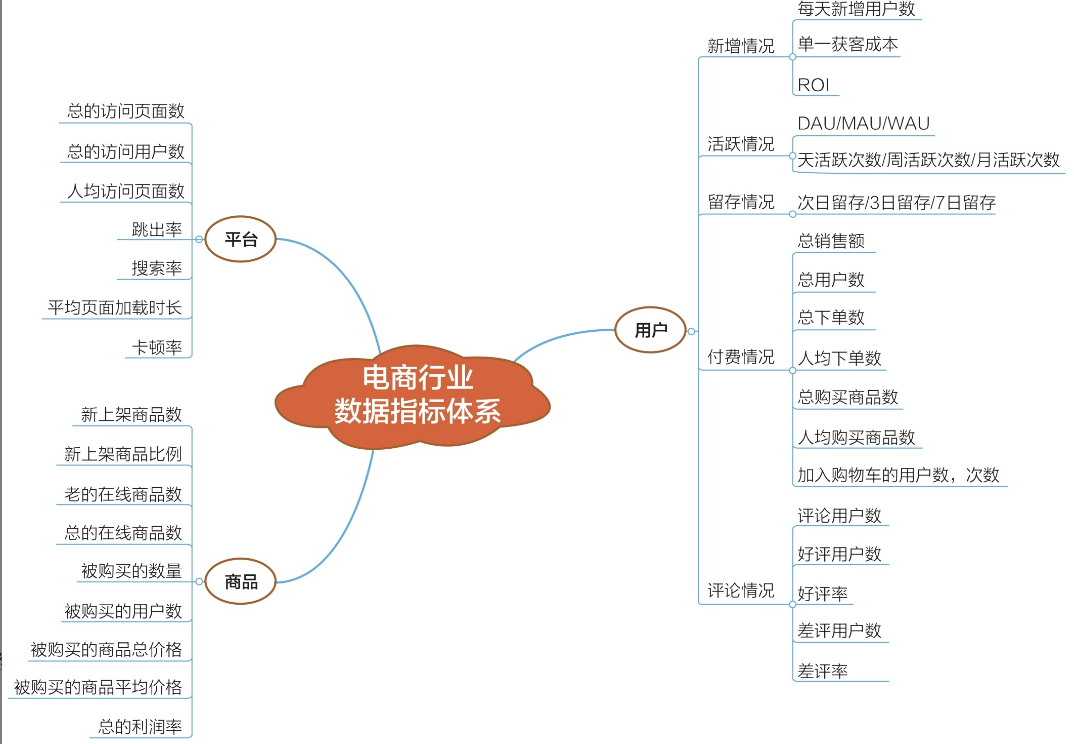 电商行业
数据指标体系
平台
总的访问页面数
总的访问用户数
人均访问页面数
跳出率
搜索率
平均页面加载时长
卡顿率
商品
新上架商品数
新上架商品比例
老的在线商品数
总的在线商品数
被购买的数量
被购买的用户数
被购买的商品总价格
被购买的商品平均价格
总的利润率
用户
新增情况
每天新增用户数
单一获客成本
ROI
活跃情况
DAU/MAU/WAU
天活跃次数/周活跃次数/月活跃次数
留存情况
次日留存/3日留存/7日留存
付费情况
总销售额
总用户数
总下单数
人均下单数
总购买商品数
人均购买商品数
加入购物车的用户数，次数
评论情况
评论用户数
好评用户数
好评率
差评用户数
差评率